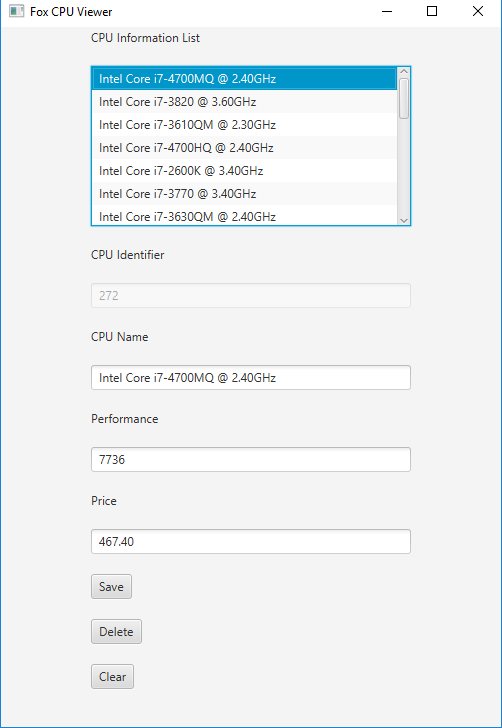 Fox CPU Viewer
CPU Information List
Intel Core i7-4700MQ @ 2.40GHz
Intel Core i7-3820 @ 3.60GHz
Intel Core i7-3610QM @ 2.30GHz
Intel Core i7-4700HQ @ 2.40GHz
Intel Core i7-2600K @ 3.40GHz
Intel Core i7-3770 @ 3.40GHz
Intel Core i7-3630QM @ 2.40GHz
CPU Identifier
272
CPU Name
Intel Core i7-4700MQ @ 2.40GHz
Performance
7736
Price
467.40
Save
Delete
Clear